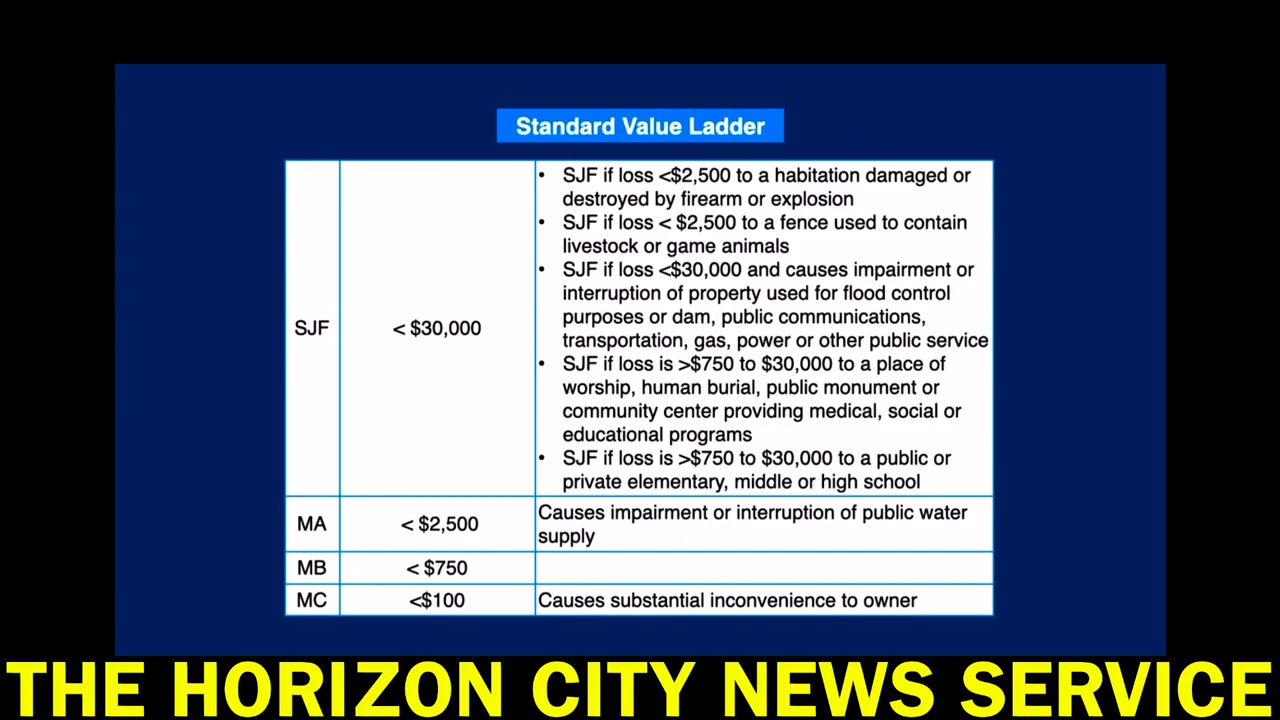 Standard Value Ladder
SJF
< $30,000
• SJF if loss <$2,500 to a habitation damaged or
destroyed by firearm or explosion
• SJF if loss < $2,500 to a fence used to contain
livestock or game animals
• SJF if loss <$30,000 and causes impairment or
interruption of property used for flood control
purposes or dam, public communications,
transportation, gas, power or other public service
• SJF if loss is >$750 to $30,000 to a place of
worship, human burial, public monument or
community center providing medical, social or
educational programs
• SJF if loss is >$750 to $30,000 to a public or
private elementary, middle or high school
MA
< $2,500
Causes impairment or interruption of public water
supply
MB
< $750
MC
<$100
Causes substantial inconvenience to owner
THE HORIZON CITY NEWS SERVICE